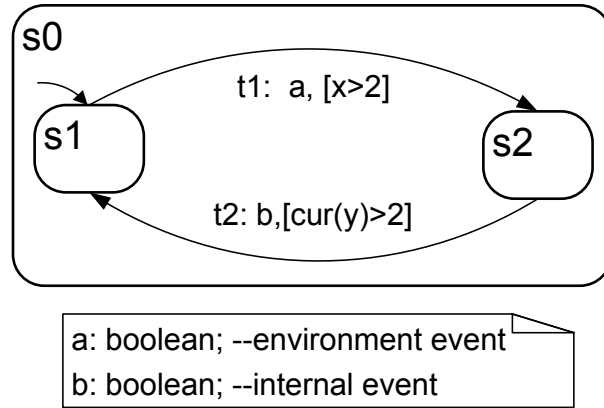 s0
t1: a, [x>2]
s1
s2
t2: b,[cur(y)>2]
a: boolean; --environment event
b: boolean; --internal event